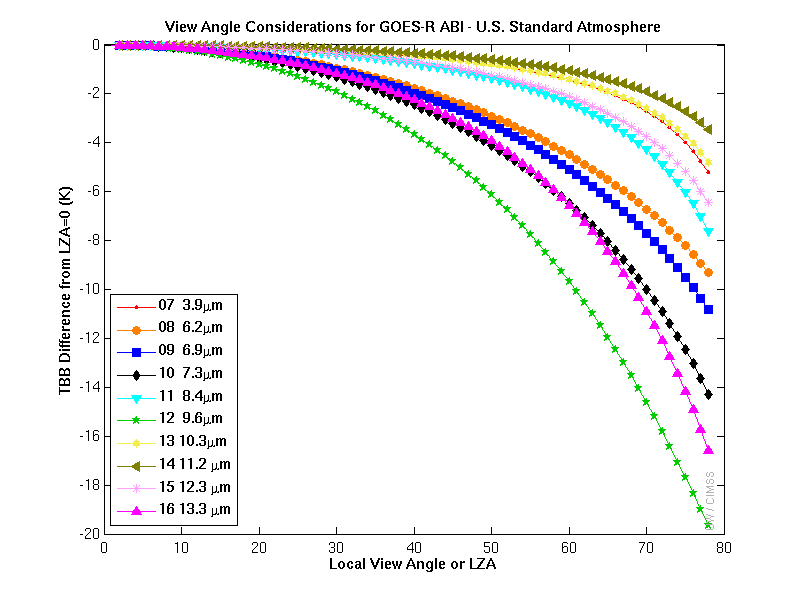 View Angle Considerations for GOES-R ABI - U.S. Standard Atmosphere
TBB Difference from LZA=0 (K)
0
-2
-4
-6
-8
-10
-12
-14
-16
-18
-20
07 3.9μm
08 6.2μm
09 6.9μm
10 7.3μm
11 8.4μm
12 9.6μm
13 10.3μm
14 11.2 μm
15 12.3 μm
16 13.3 μm
/ CIMSS
0 10 20 30 40 50 60 70 80
Local View Angle or LZA